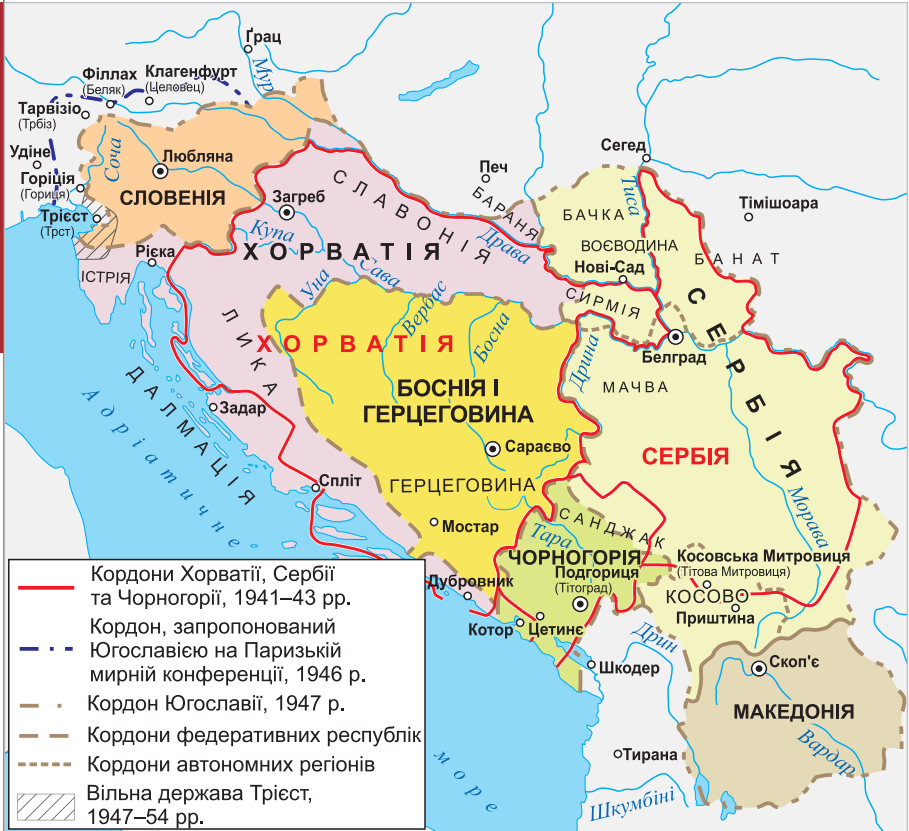 Ґрац
Мур
Філлах
(Беляк)
Клагенфурт
(Целовец)
Тарвізіо
(Трбіз)
Удіне
Горіція
(Гориця)
Соча
Любляна
СЛОВЕНІЯ
Трієст
(Трст)
Рієка
ІСТРІЯ
Загреб
Купа
СЛАВОНІЯ
ХОРВАТІЯ
Печ
БАРАНЯ
Драва
Сегед
Тиса
Тімішоара
БАЧКА
ВОЄВОДИНА
Нові-Сад
БАНАТ
СИРМІЯ
Уна
Сава
Вербас
Босна
Дрина
Белград
СЕРБІЯ
МАЧВА
ХОРВАТІЯ
ЛИКА
БОСНІЯ І
ГЕРЦЕГОВИНА
Задар
ДАЛМАЦІЯ
Адріатичне
Сараєво
СЕРБІЯ
Спліт
ГЕРЦЕГОВИНА
Морава
Мостар
САНДЖАК
Тара
ЧОРНОГОРІЯ
Подгориця
(Тітоград)
Косовська Митровиця
(Тітова Митровиця)
КОСОВО
Приштина
Дубровник
Котор
Цетинє
Дрин
Шкодер
Скоп'є
МАКЕДОНІЯ
Вардар
Тирана
Шкумбіні
море
Кордони Хорватії, Сербії
та Чорногорії, 1941–43 рр.
Кордон, запропонований
Югославією на Паризькій
мирній конференції, 1946 р.
Кордон Югославії, 1947 р.
Кордони федеративних республік
Кордони автономних регіонів
Вільна держава Трієст,
1947–54 рр.